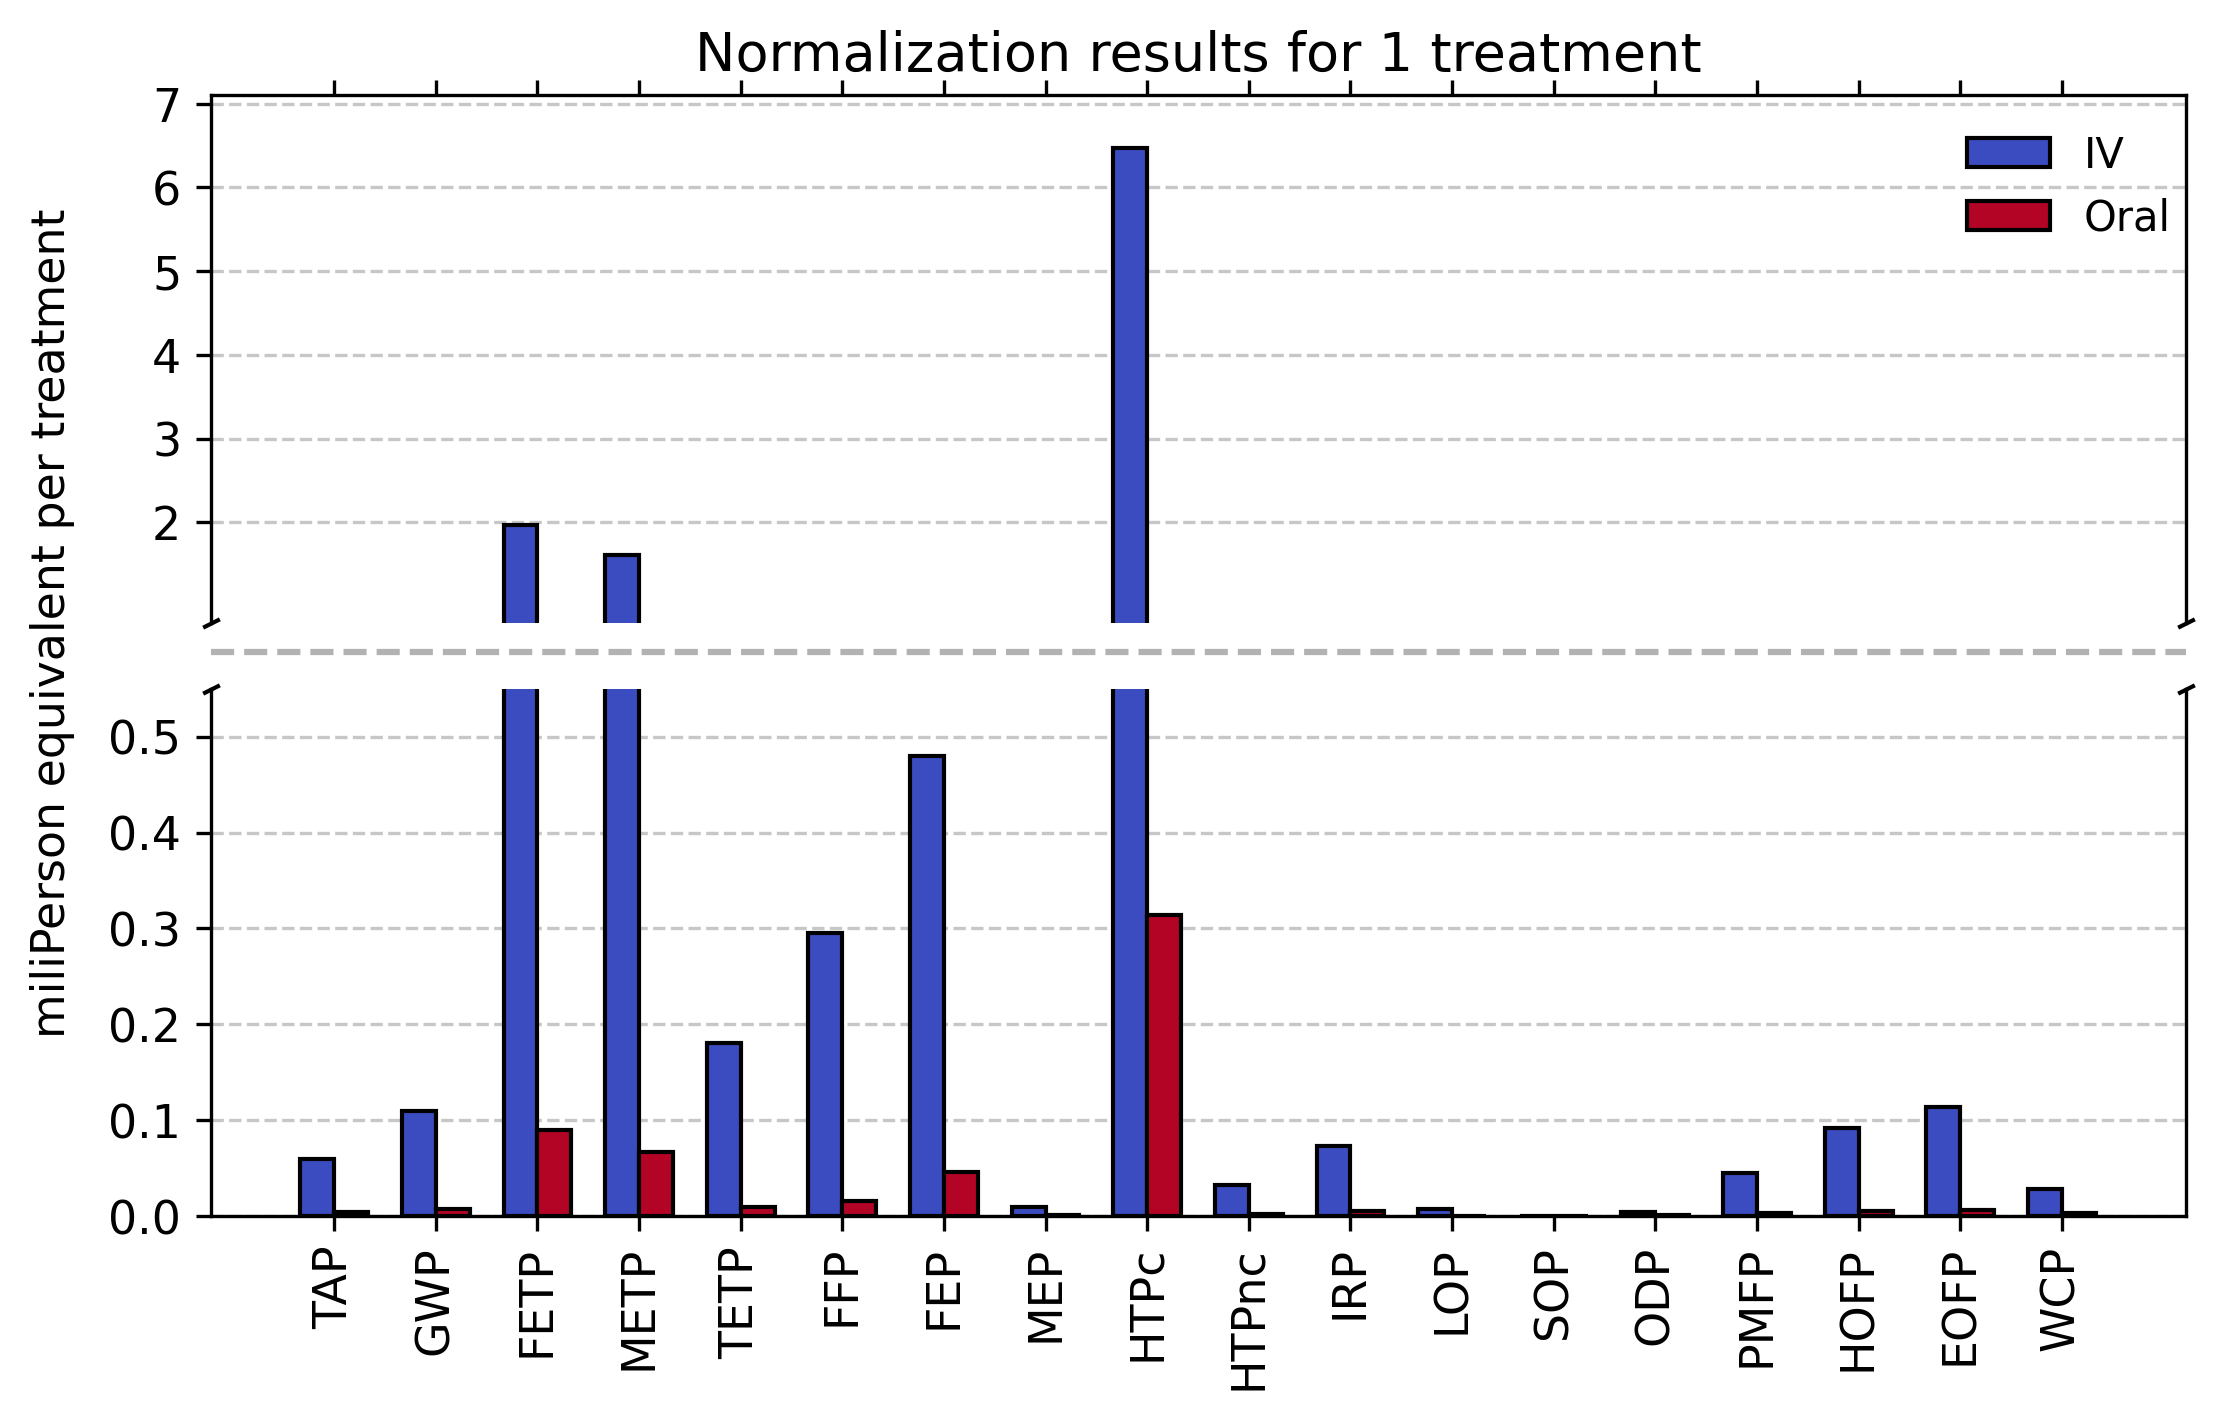 Normalization results for 1 treatment
miliPerson equivalent per treatment
7
6
5
4
3
2
0.5
0.4
0.3
0.2
0.1
0.0
IV
Oral
TAP
GWP
FETP
METP
TETP
FFP
FEP
MEP
HTPc
HTPnc
IRP
LOP
SOP
ODP
PMFP
HOFP
EOFP
WCP